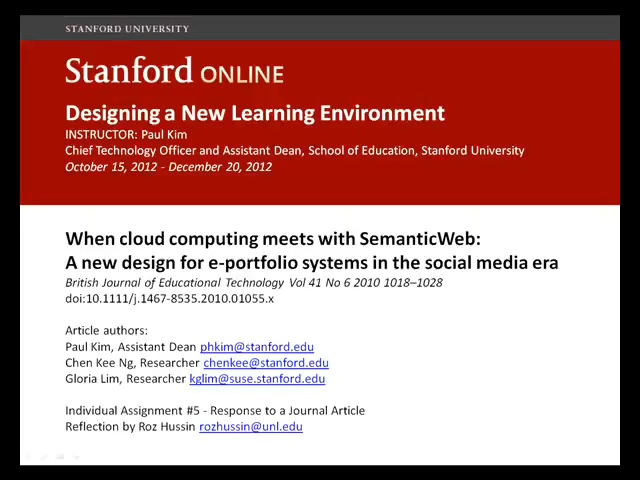 STANFORD UNIVERSITY
Stanford ONLINE
Designing a New Learning Environment
INSTRUCTOR: Paul Kim
Chief Technology Officer and Assistant Dean, School of Education, Stanford University
October 15, 2012 - December 20, 2012
When cloud computing meets with SemanticWeb:
A new design for e-portfolio systems in the social media era
British Journal of Educational Technology Vol 41 No 6 2010 1018–1028
doi:10.1111/j.1467-8535.2010.01055.x
Article authors:
Paul Kim, Assistant Dean phkim@stanford.edu
Chen Kee Ng, Researcher chenkee@stanford.edu
Gloria Lim, Researcher kglim@suse.stanford.edu
Individual Assignment #5 - Response to a Journal Article
Reflection by Roz Hussin rozhussin@unl.edu